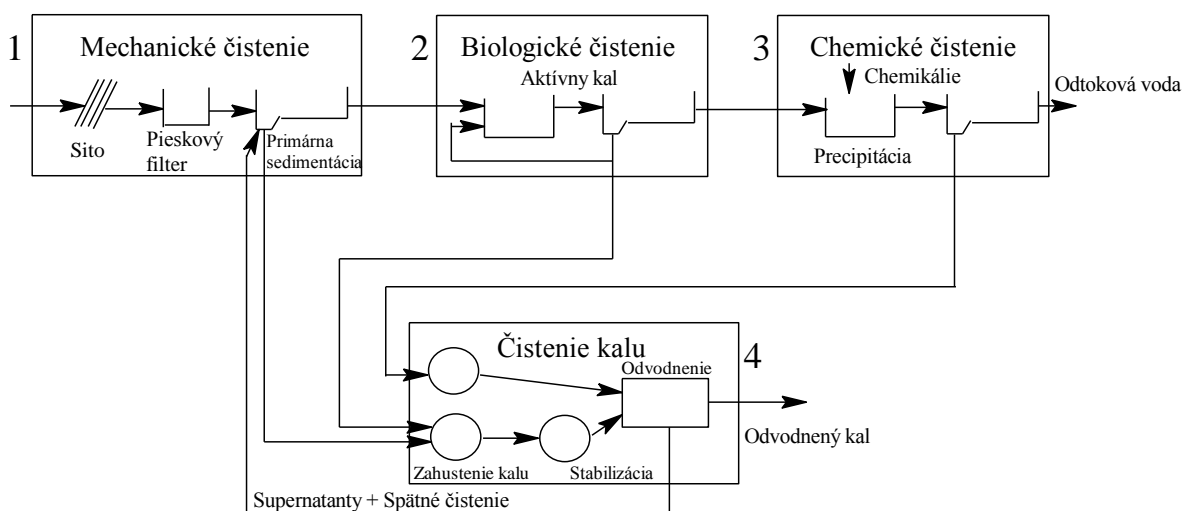 1
Mechanické čistenie
Sito
Pieskový
filter
Primárna
sedimentácia
2
Biologické čistenie
Aktívny kal
3
Chemické čistenie
Chemikálie
Precipitácia
Odtoková voda
Čistenie kalu
4
Odvodnenie
Zahustenie kalu
Stabilizácia
Odvodnený kal
Supernatanty + Spätné čistenie